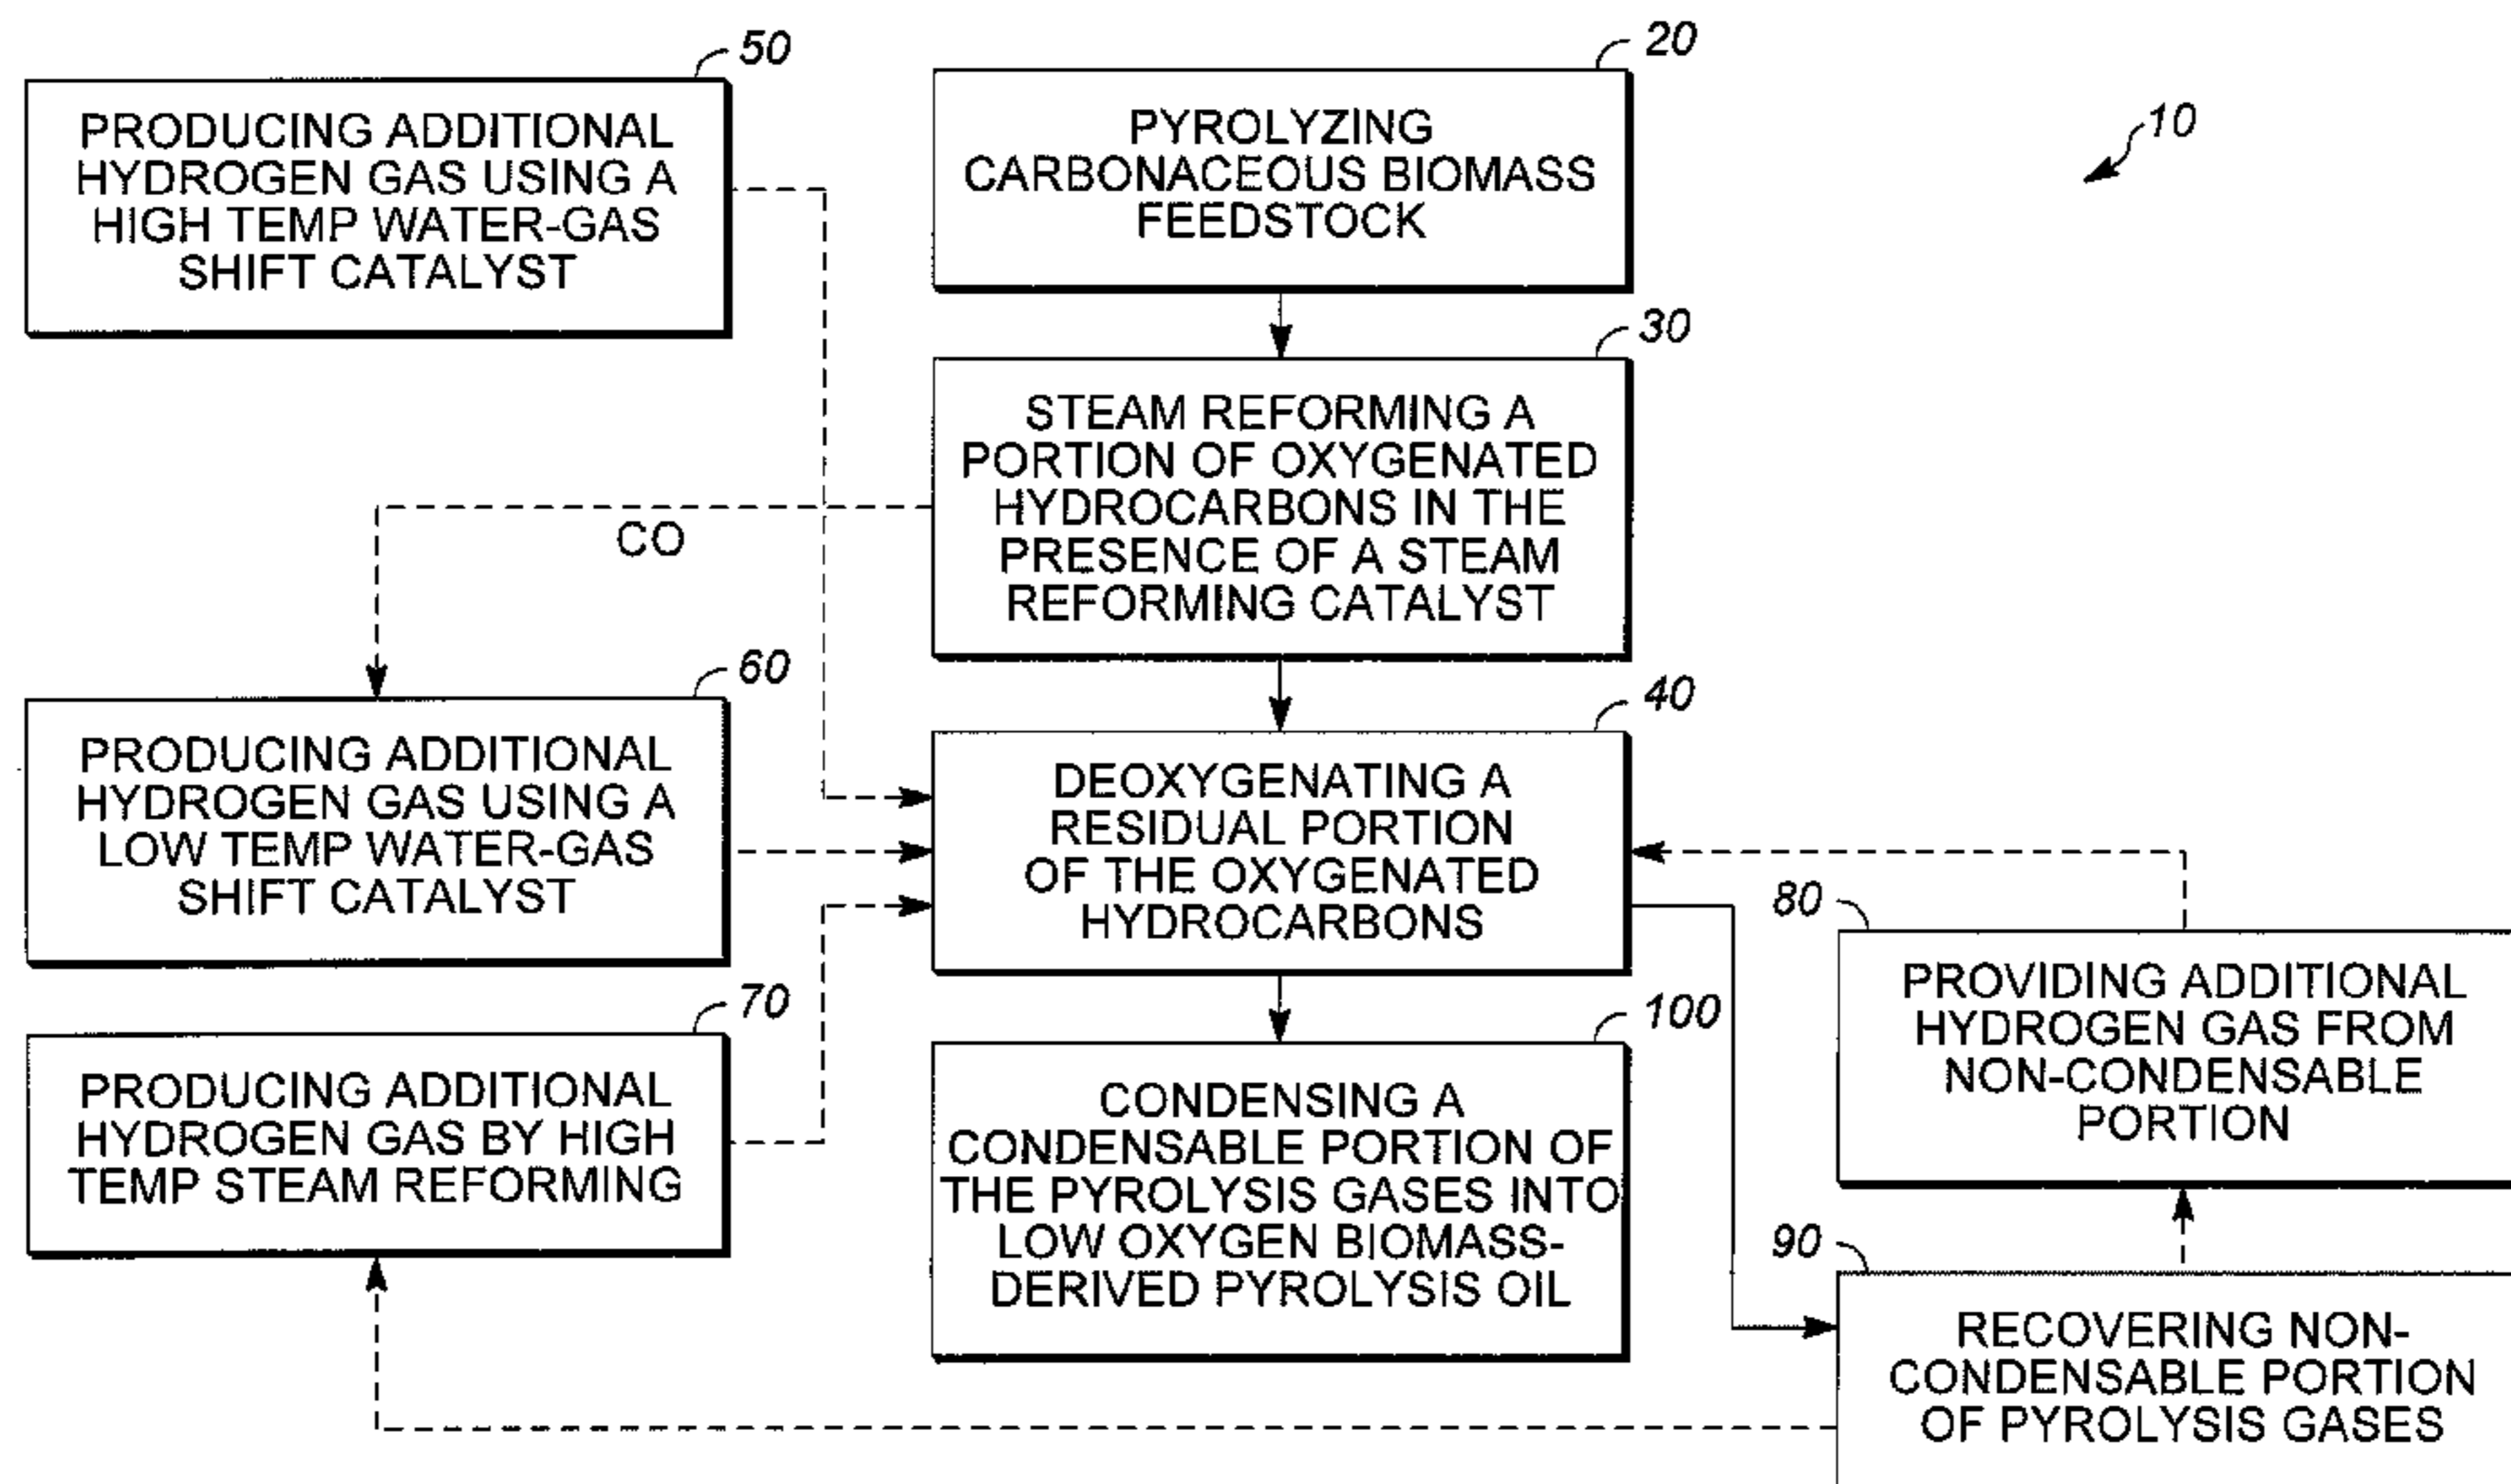 50
PRODUCING ADDITIONAL
HYDROGEN GAS USING A
HIGH TEMP WATER-GAS
SHIFT CATALYST
20
PYROLYZING
CARBONACEOUS BIOMASS
FEEDSTOCK
10
30
STEAM REFORMING A
PORTION OF OXYGENATED
HYDROCARBONS IN THE
PRESENCE OF A STEAM
REFORMING CATALYST
CO
60
PRODUCING ADDITIONAL
HYDROGEN GAS USING A
LOW TEMP WATER-GAS
SHIFT CATALYST
40
DEOXYGENATING A
RESIDUAL PORTION
OF THE OXYGENATED
HYDROCARBONS
80
PROVIDING ADDITIONAL
HYDROGEN GAS FROM
NON-CONDENSABLE
PORTION
70
PRODUCING ADDITIONAL
HYDROGEN GAS BY HIGH
TEMP STEAM REFORMING
100
CONDENSING A
CONDENSABLE PORTION OF
THE PYROLYSIS GASES INTO
LOW OXYGEN BIOMASS-
DERIVED PYROLYSIS OIL
90
RECOVERING NON-
CONDENSABLE PORTION
OF PYROLYSIS GASES